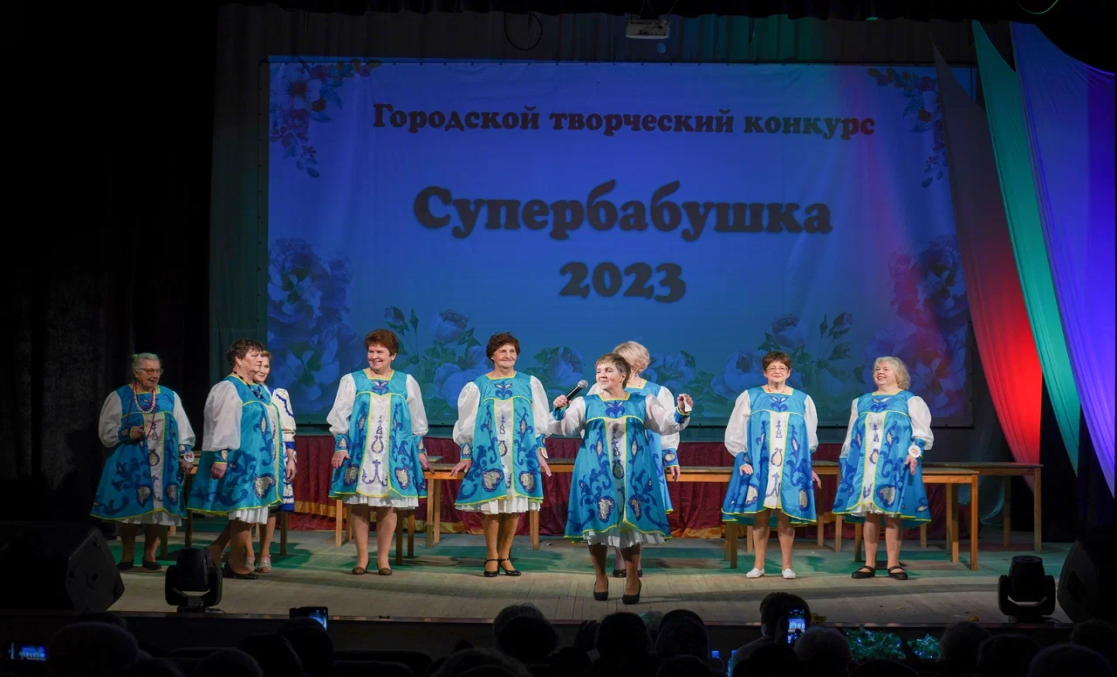 Городской творческий конкурс
Супербабушка
2023